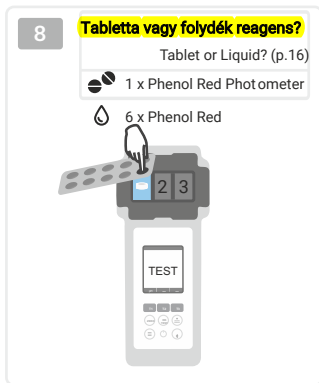 8
Tabletta vagy folydék reagens?
Tablet or Liquid? (p.16)
1 x Phenol Red Photometer
6 x Phenol Red
2 3
TEST